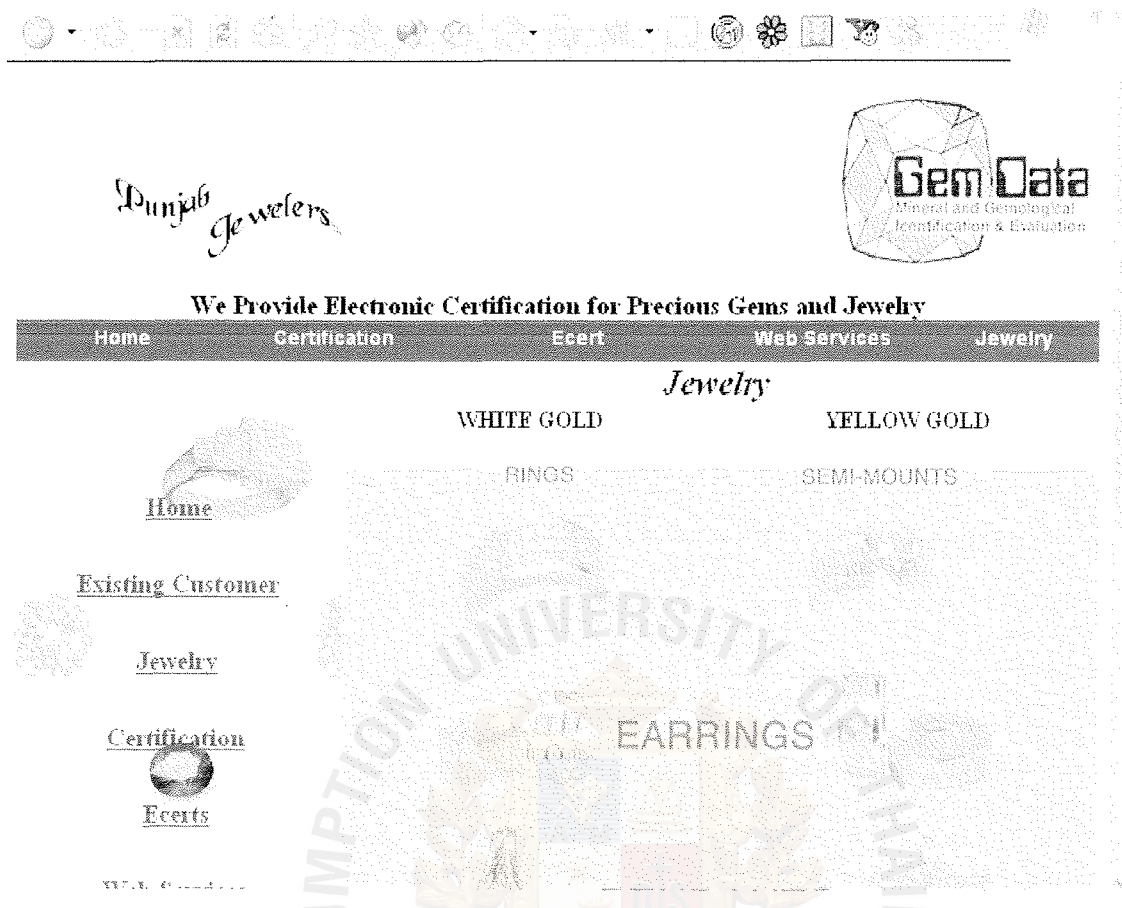 Punjab Jewelers
Gem Data
Mineral and Gemological
Identification & Evaluation
We Provide Electronic Certification for Precious Gems and Jewelry
Home Certification Ecert Web Services Jewelry
Jewelry
WHITE GOLD YELLOW GOLD
RINGS SEMI-MOUNTS
Home
Existing Customer
Jewelry
EARRINGS
Certification
Ecerts
UNIVERSITY OF